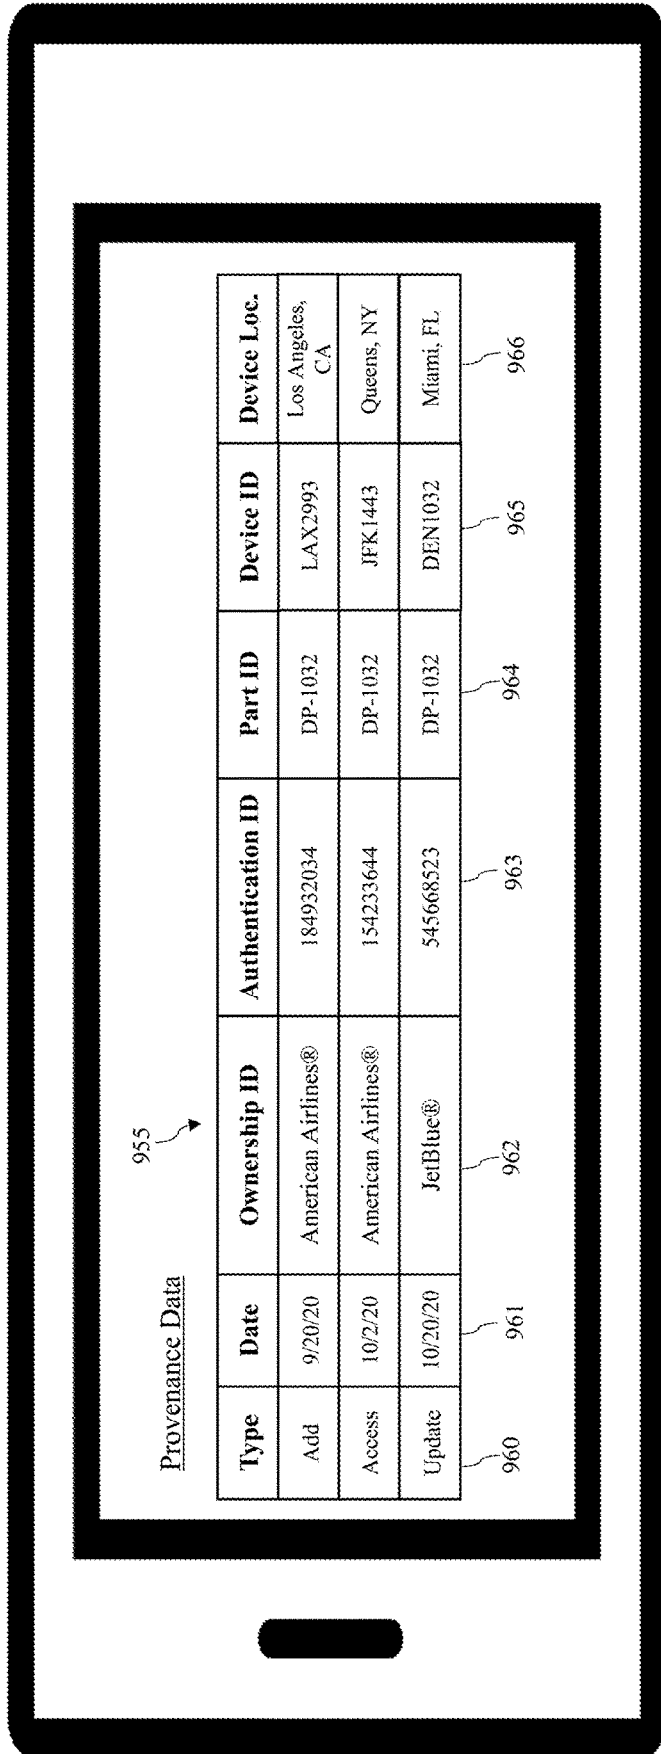 Provenance Data
955
Type Date Ownership ID Authentication ID Part ID Device ID Device Loc.
Add 9/20/20 American Airlines® 184932034 DP-1032 LAX2993 Los Angeles,
CA
Access 10/2/20 American Airlines® 154233644 DP-1032 JFK1443 Queens, NY
Update 10/20/20 JetBlue® 545668523 DP-1032 DEN1032 Miami, FL
960 961 962 963 964 965 966